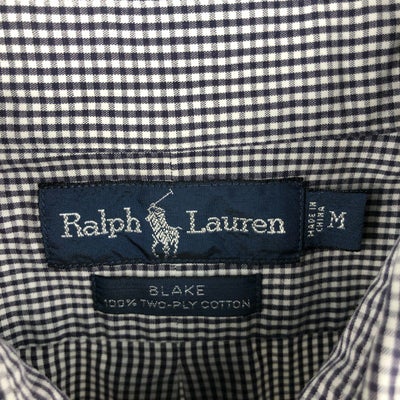 Ralph Lauren
MADE IN
CHINA
M
BLAKE
100% TWO-PLY COTTON